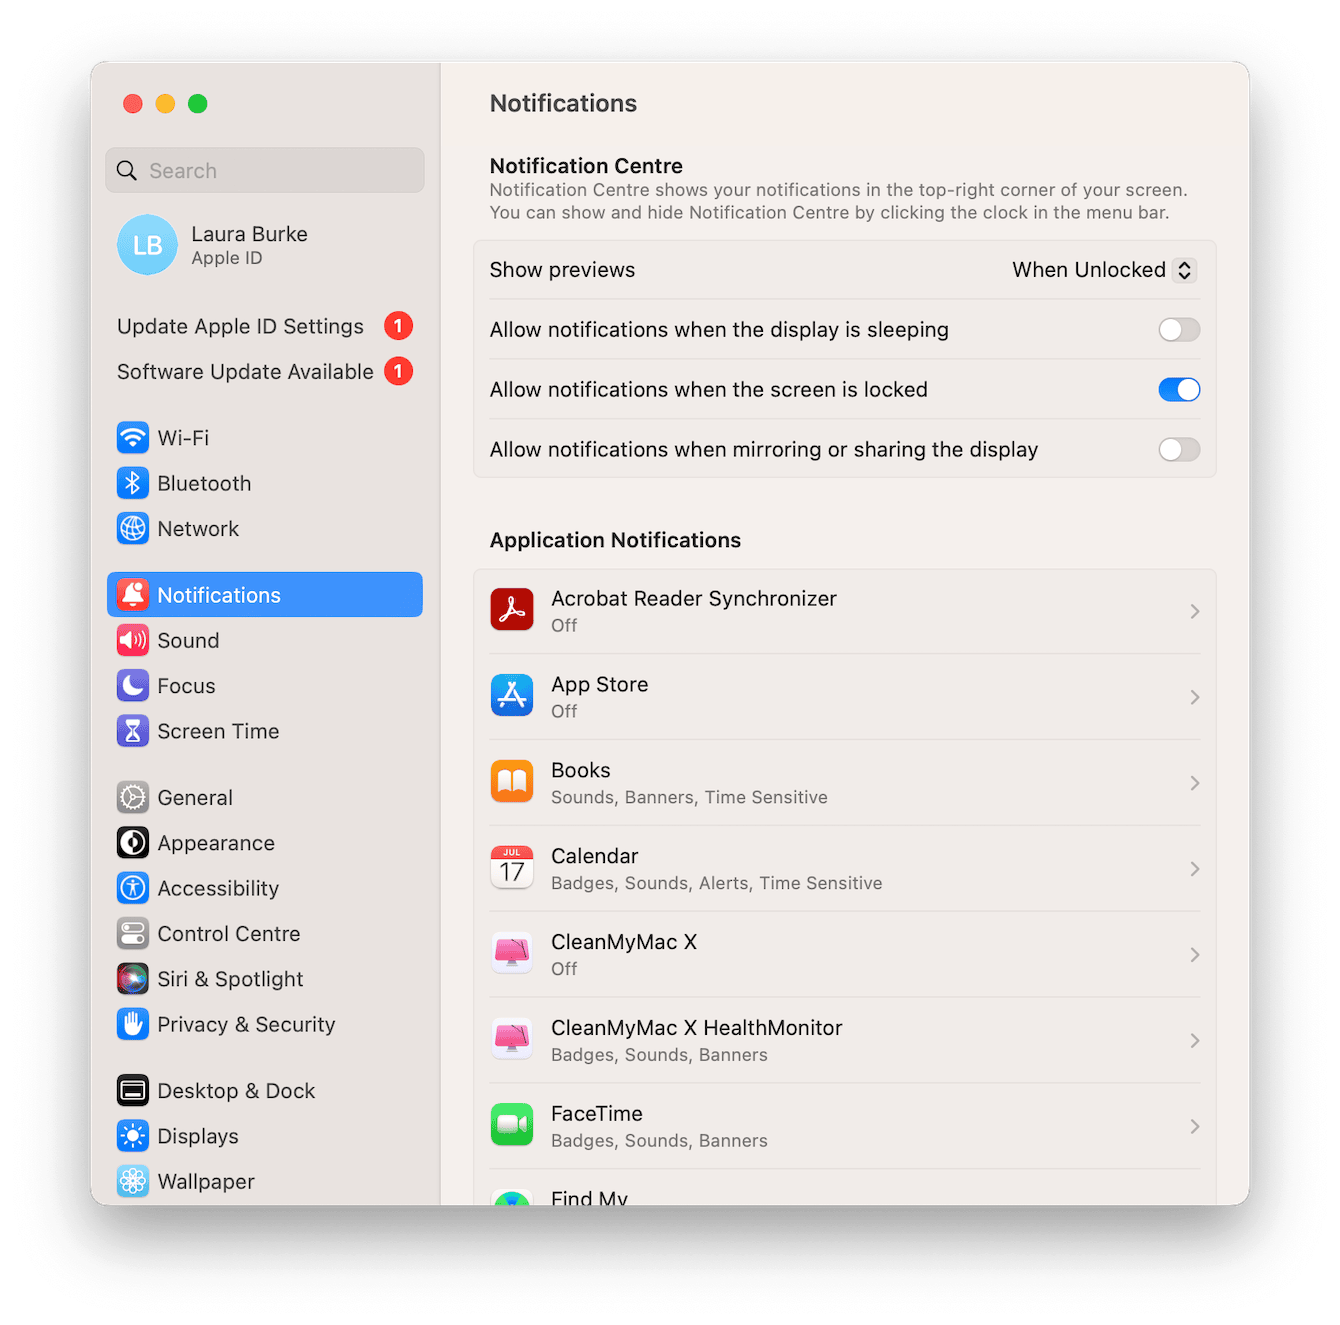 Search
LB
Laura Burke
Apple ID
Update Apple ID Settings 1
Software Update Available 1
Wi-Fi
Bluetooth
Network
Notifications
Sound
Focus
Screen Time
General
Appearance
Accessibility
Control Centre
Siri & Spotlight
Privacy & Security
Desktop & Dock
Displays
Wallpaper
Notifications
Notification Centre
Notification Centre shows your notifications in the top-right corner of your screen.
You can show and hide Notification Centre by clicking the clock in the menu bar.
Show previews When Unlocked
Allow notifications when the display is sleeping
Allow notifications when the screen is locked
Allow notifications when mirroring or sharing the display
Application Notifications
Acrobat Reader Synchronizer
Off
App Store
Off
Books
Sounds, Banners, Time Sensitive
JUL
17
Calendar
Badges, Sounds, Alerts, Time Sensitive
CleanMyMac X
Off
CleanMyMac X HealthMonitor
Badges, Sounds, Banners
FaceTime
Badges, Sounds, Banners
Find My